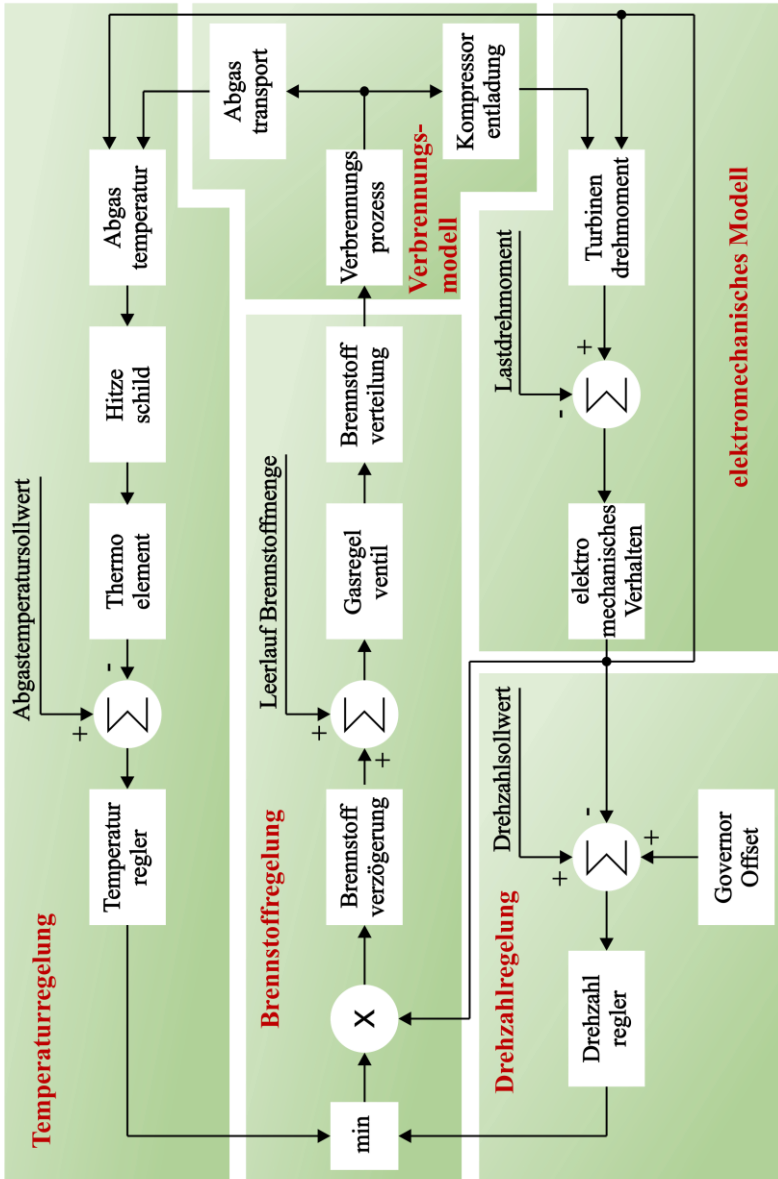 Temperaturregelung
Temperatur
regler
+
-
Σ
Abgastemperatursollwert
Thermo
element
Hitze
schild
Abgas
temperatur
Brennstoffregelung
min
X
Brennstoff
verzögerung
+
+
Σ
Leerlauf Brennstoffmenge
Gasregel
ventil
Brennstoff
verteilung
Verbrennungs
prozess
Verbrennungs-
modell
Abgas
transport
Kompressor
entladung
Drehzahlregelung
Drehzahl
regler
+
-
+
Σ
Drehzahlsollwert
Governor
Offset
elektro
mechanisches
Verhalten
-
+
Σ
Lastdrehmoment
Turbinen
drehmoment
elektromechanisches Modell